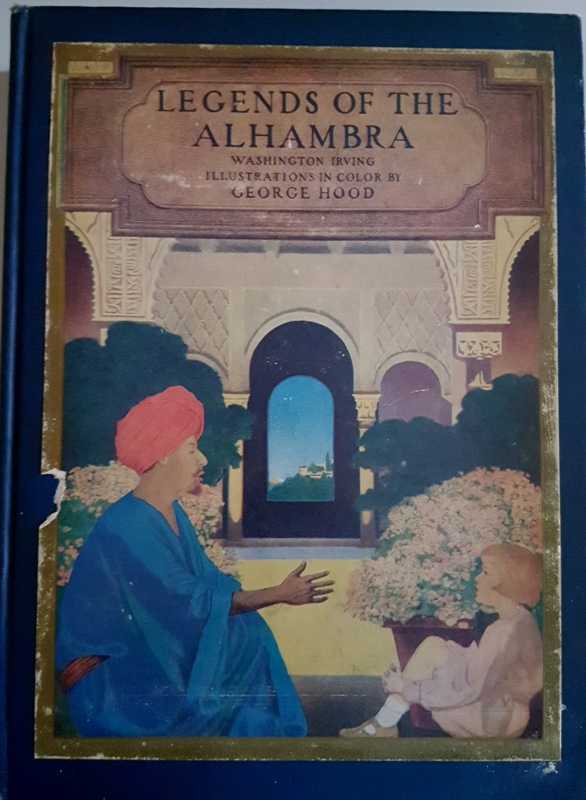 LEGENDS OF THE
ALHAMBRA
WASHINGTON IRVING
ILLUSTRATIONS IN COLOR BY
GEORGE HOOD